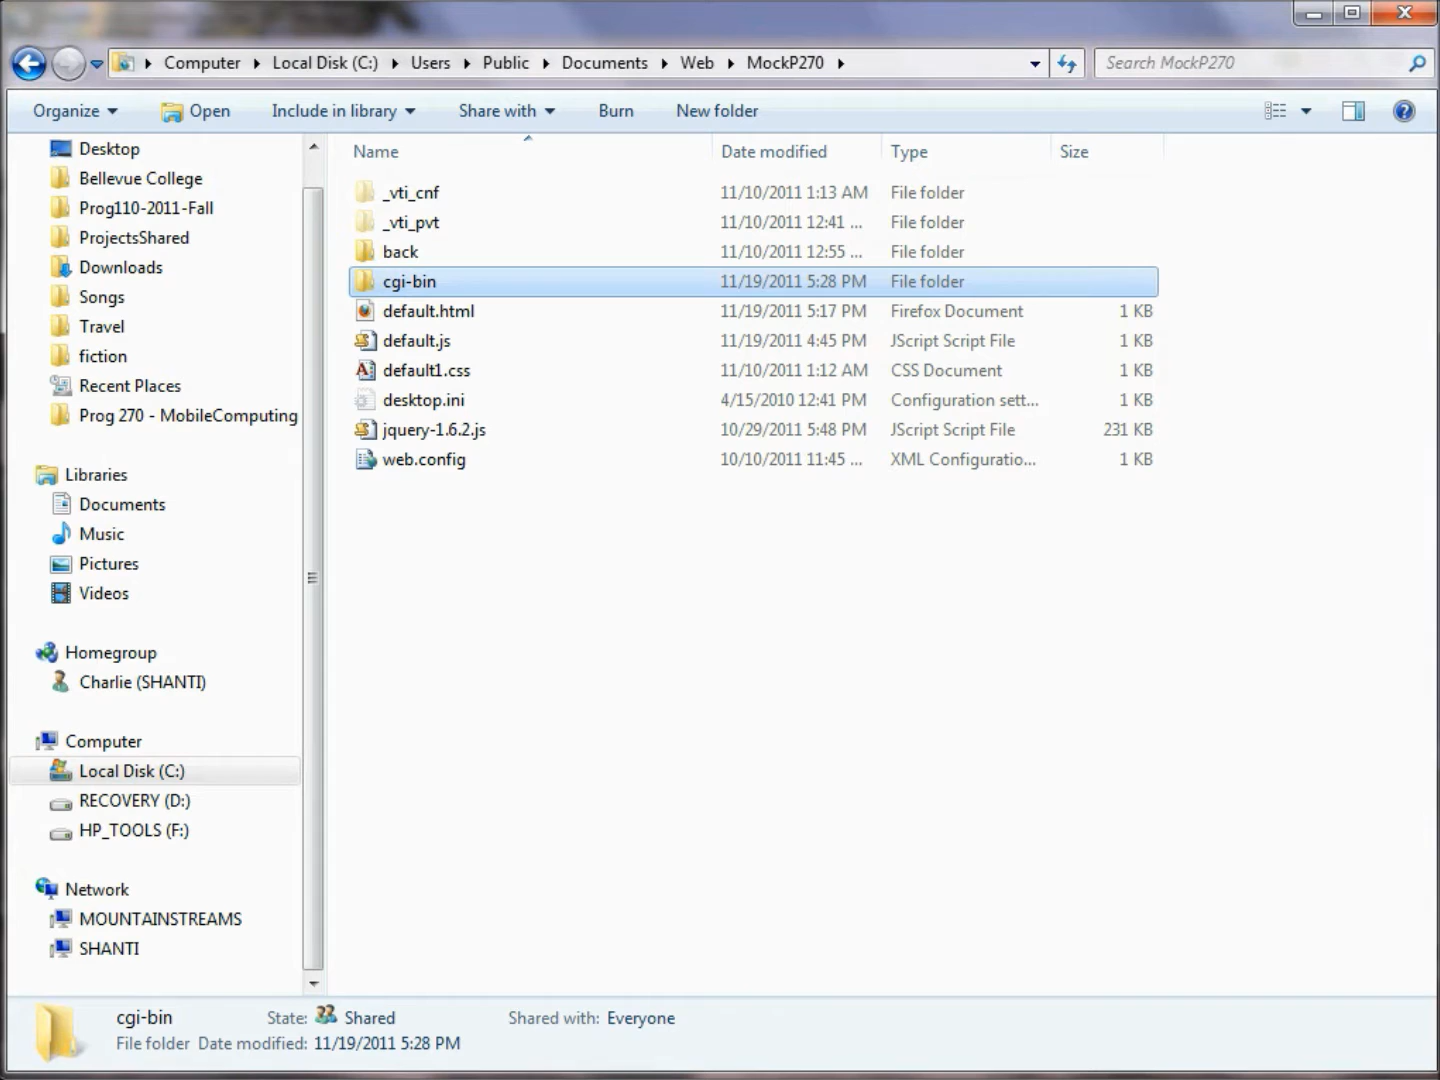 Computer Local Disk (C:) Users Public Documents Web MockP270 Search MockP270
Organize Open Include in library Share with Burn New folder
Desktop
Bellevue College
Prog110-2011-Fall
ProjectsShared
Downloads
Songs
Travel
fiction
Recent Places
Prog 270 - MobileComputing
Libraries
Documents
Music
Pictures
Videos
Homegroup
Charlie (SHANTI)
Computer
Local Disk (C:)
RECOVERY (D:)
HP_TOOLS (F:)
Network
MOUNTAINSTREAMS
SHANTI
Name Date modified Type Size
_vti_cnf 11/10/2011 1:13 AM File folder
_vti_pvt 11/10/2011 12:41 ... File folder
back 11/10/2011 12:55 ... File folder
cgi-bin 11/19/2011 5:28 PM File folder
default.html 11/19/2011 5:17 PM Firefox Document 1 KB
default.js 11/19/2011 4:45 PM JScript Script File 1 KB
default1.css 11/10/2011 1:12 AM CSS Document 1 KB
desktop.ini 4/15/2010 12:41 PM Configuration sett... 1 KB
jquery-1.6.2.js 10/29/2011 5:48 PM JScript Script File 231 KB
web.config 10/10/2011 11:45 ... XML Configuratio... 1 KB
cgi-bin State: Shared Shared with: Everyone
File folder Date modified: 11/19/2011 5:28 PM